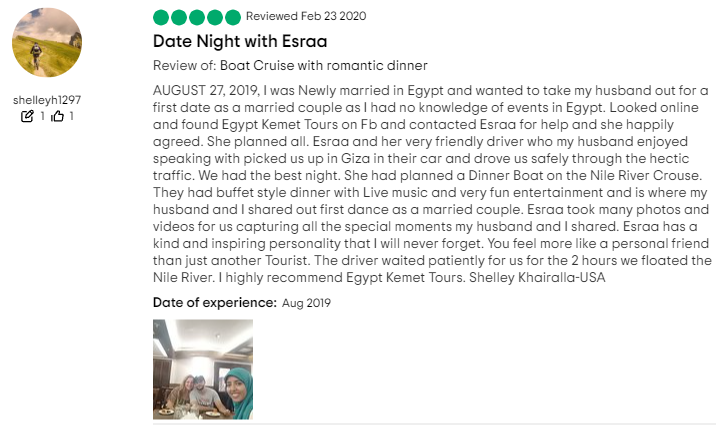 Reviewed Feb 23 2020
Date Night with Esraa
Review of: Boat Cruise with romantic dinner
shelleyh1297
1 1
AUGUST 27, 2019, I was Newly married in Egypt and wanted to take my husband out for a
first date as a married couple as I had no knowledge of events in Egypt. Looked online
and found Egypt Kemet Tours on Fb and contacted Esraa for help and she happily
agreed. She planned all. Esraa and her very friendly driver who my husband enjoyed
speaking with picked us up in Giza in their car and drove us safely through the hectic
traffic. We had the best night. She had planned a Dinner Boat on the Nile River Crouse.
They had buffet style dinner with Live music and very fun entertainment and is where my
husband and I shared out first dance as a married couple. Esraa took many photos and
videos for us capturing all the special moments my husband and I shared. Esraa has a
kind and inspiring personality that I will never forget. You feel more like a personal friend
than just another Tourist. The driver waited patiently for us for the 2 hours we floated the
Nile River. I highly recommend Egypt Kemet Tours. Shelley Khairalla-USA
Date of experience: Aug 2019